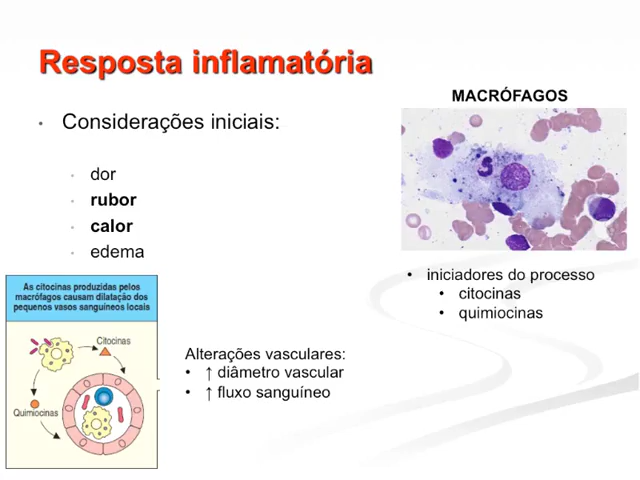 Resposta inflamatória
• Considerações iniciais:
• dor
• rubor
• calor
• edema
MACRÓFAGOS
• iniciadores do processo
• citocinas
• quimiocinas
As citocinas produzidas pelos
macrófagos causam dilatação dos
pequenos vasos sanguíneos locais
Citocinas
Quimiocinas
Alterações vasculares:
• ↑ diâmetro vascular
• ↑ fluxo sanguíneo